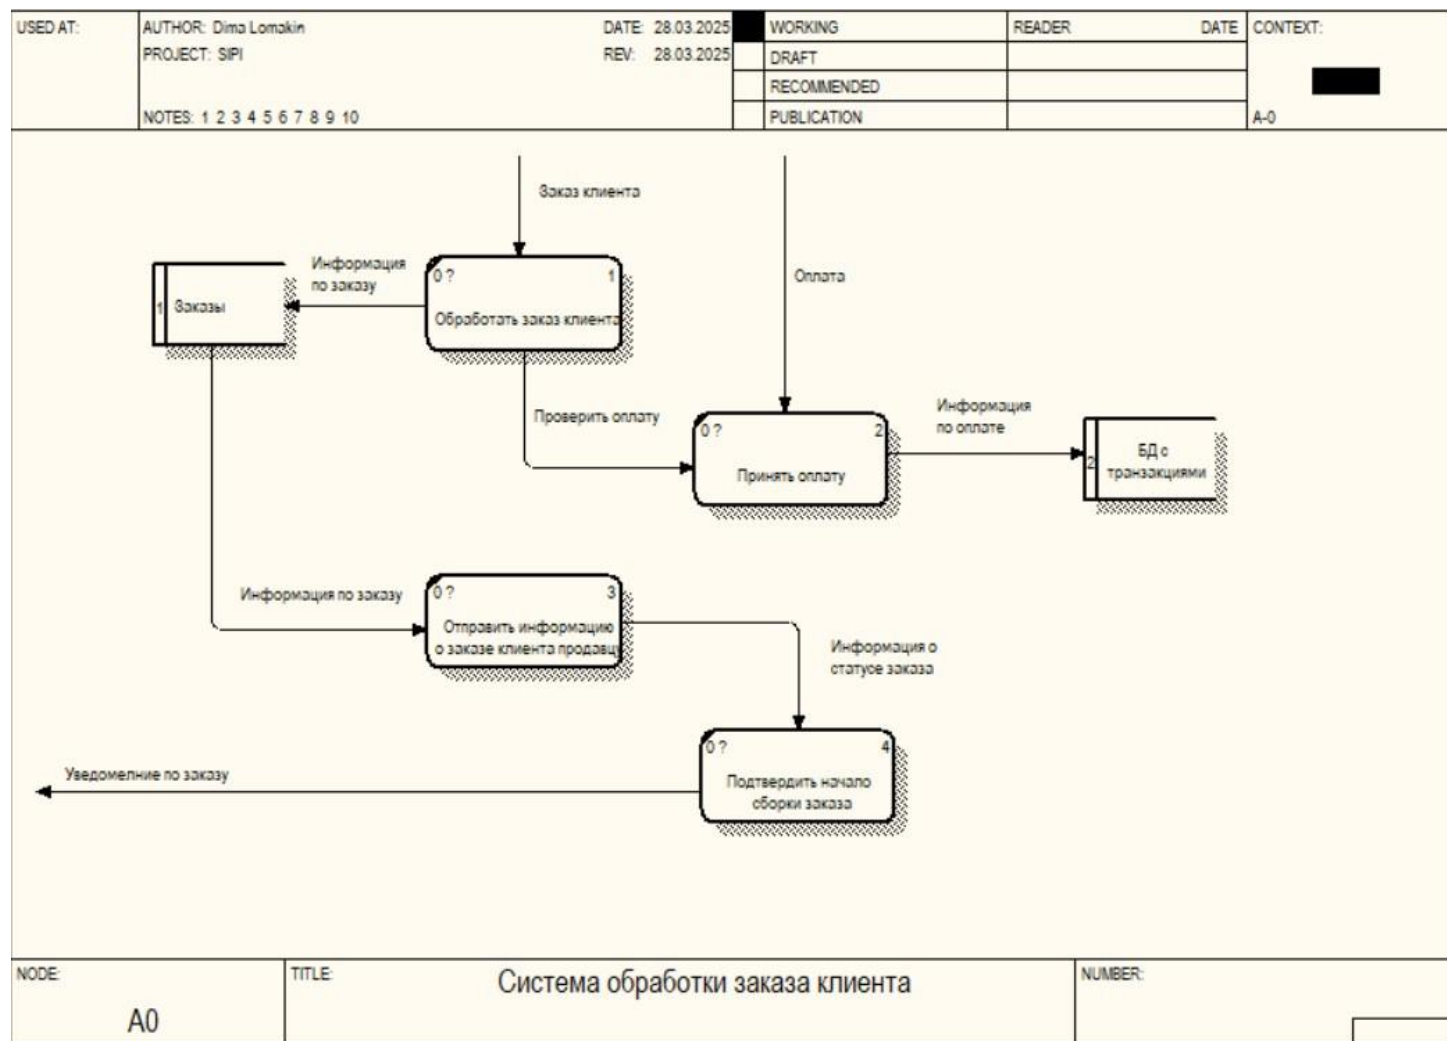 USED AT:
AUTHOR: Dima Lomakin
DATE: 28.03.2025
PROJECT: SIPI
REV: 28.03.2025
NOTES: 1 2 3 4 5 6 7 8 9 10
WORKING
DRAFT
RECOMMENDED
PUBLICATION
READER
DATE
CONTEXT:
A-0
Заказ клиента
Информация
по заказу
0 ?
1
Обработать заказ клиента
1
Заказы
Оплата
Проверить оплату
0 ?
2
Принять оплату
Информация
по оплате
2
БД с
транзакциями
Информация по заказу
0 ?
3
Отправить информацию
о заказе клиента продавцу
Информация о
статусе заказа
0 ?
4
Подтвердить начало
сборки заказа
Уведомелние по заказу
NODE:
A0
TITLE:
Система обработки заказа клиента
NUMBER: